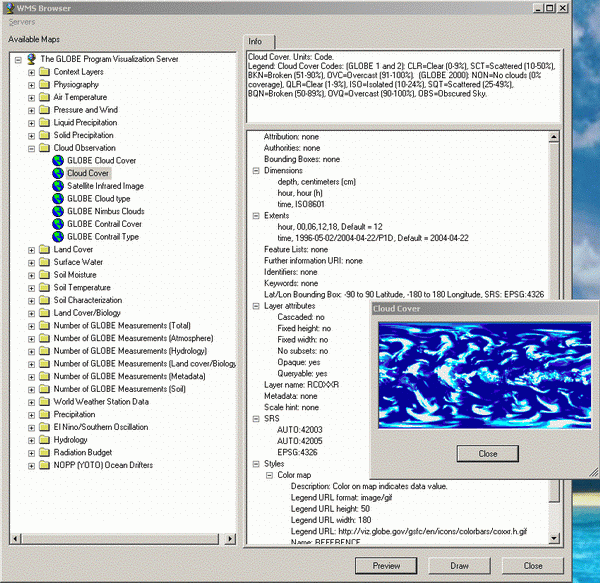 WMS Browser
Servers
Available Maps
The GLOBE Program Visualization Server
Context Layers
Physiography
Air Temperature
Pressure and Wind
Liquid Precipitation
Solid Precipitation
Cloud Observation
GLOBE Cloud Cover
Cloud Cover
Satellite Infrared Image
GLOBE Cloud type
GLOBE Nimbus Clouds
GLOBE Contrail Cover
GLOBE Contrail Type
Land Cover
Surface Water
Soil Moisture
Soil Temperature
Soil Characterization
Land Cover/Biology
Number of GLOBE Measurements (Total)
Number of GLOBE Measurements (Atmosphere)
Number of GLOBE Measurements (Hydrology)
Number of GLOBE Measurements (Land cover/Biology
Number of GLOBE Measurements (Metadata)
Number of GLOBE Measurements (Soil)
World Weather Station Data
Precipitation
El Nino/Southern Oscillation
Hydrology
Radiation Budget
NOPP (YOTO) Ocean Drifters
Info
Cloud Cover. Units: Code.
Legend: Cloud Cover Codes: (GLOBE 1 and 2): CLR=Clear (0-9%), SCT=Scattered (10-50%),
BKN=Broken (51-90%), OVC=Overcast (91-100%). (GLOBE 2000): NON=No clouds (0%
coverage), QLR=Clear (1-9%), ISO=Isolated (10-24%), SQT=Scattered (25-49%),
BQN=Broken (50-89%), OVQ=Overcast (90-100%), OBS=Obscured Sky.
Attribution: none
Authorities: none
Bounding Boxes: none
Dimensions
depth, centimeters (cm)
hour, hour (h)
time, ISO8601
Extents
hour, 00,06,12,18, Default = 12
time, 1996-05-02/2004-04-22/P1D, Default = 2004-04-22
Feature Lists: none
Further information URI: none
Identifiers: none
Keywords: none
Lat/Lon Bounding Box: -90 to 90 Latitude, -180 to 180 Longitude, SRS: EPSG:4326
Layer attributes
Cascaded: no
Fixed height: no
Fixed width: no
No subsets: no
Opaque: yes
Queryable: yes
Layer name: RCOXXR
Metadata: none
Scale hint: none
SRS
AUTO:42003
AUTO:42005
EPSG:4326
Styles
Color map
Description: Color on map indicates data value.
Legend URL format: image/gif
Legend URL height: 50
Legend URL width: 180
Legend URL: http://viz.globe.gov/gsfc/en/icons/colorbars/coxxr.h.gif
Name: REFERENCE
Cloud Cover
Close
Preview
Draw
Close